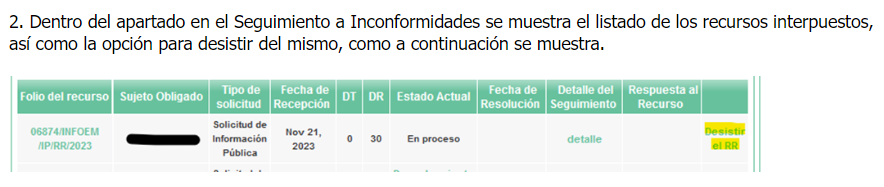 2. Dentro del apartado en el Seguimiento a Inconformidades se muestra el listado de los recursos interpuestos,
así como la opción para desistir del mismo, como a continuación se muestra.
Folio del recurso Sujeto Obligado Tipo de solicitud Fecha de Recepción DT DR Estado Actual Fecha de Resolución Detalle del Seguimiento Respuesta al Recurso
06874/INFOEM
/IP/RR/2023
Solicitud de
Información
Pública
Nov 21,
2023
0
30
En proceso
detalle
Desistir
el RR